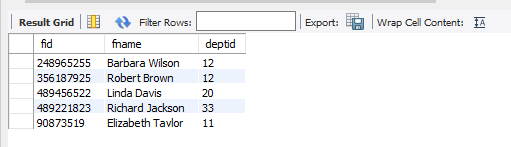 Result Grid Filter Rows: Export: Wrap Cell Content: IA
fid fname deptid
248965255 Barbara Wilson 12
356187925 Robert Brown 12
489456522 Linda Davis 20
489221823 Richard Jackson 33
90873519 Elizabeth Taylor 11